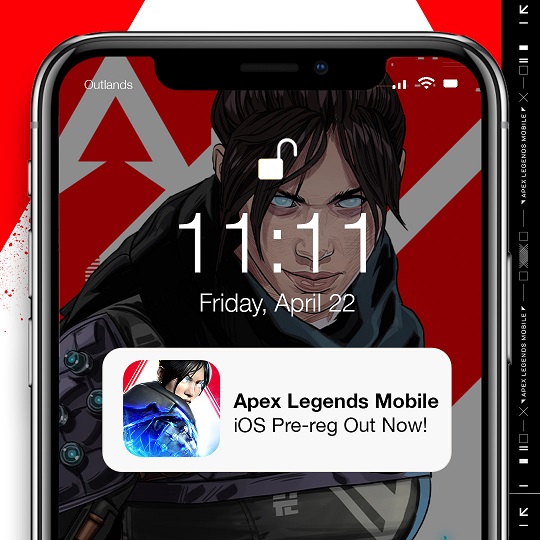 Outlands
11:11
Friday, April 22
Apex Legends Mobile
iOS Pre-reg Out Now!
APEX LEGENDS MOBILE
APEX LEGENDS MOBILE